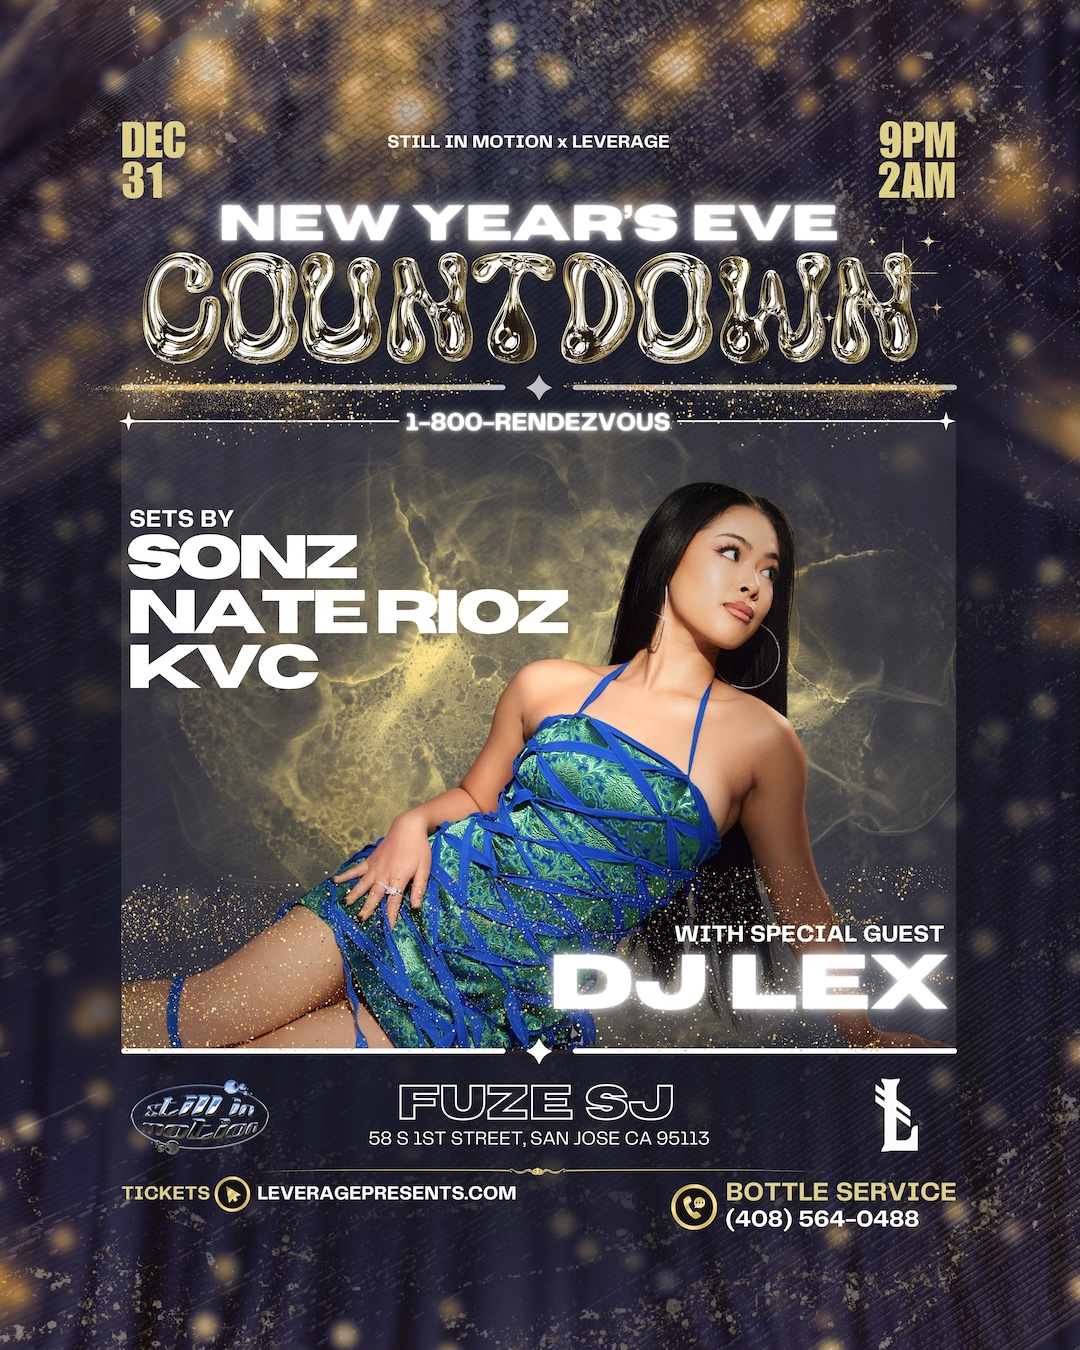 DEC
31
STILL IN MOTION x LEVERAGE
9PM
2AM
NEW YEAR'S EVE
COUNTDOWN
1-800-RENDEZVOUS
SETS BY
SONZ
NATE RIOZ
KVC
WITH SPECIAL GUEST
DJ LEX
still in
motion
FUZE SJ
58 S 1ST STREET, SAN JOSE CA 95113
L
TICKETS LEVERAGEPRESENTS.COM
BOTTLE SERVICE
(408) 564-0488